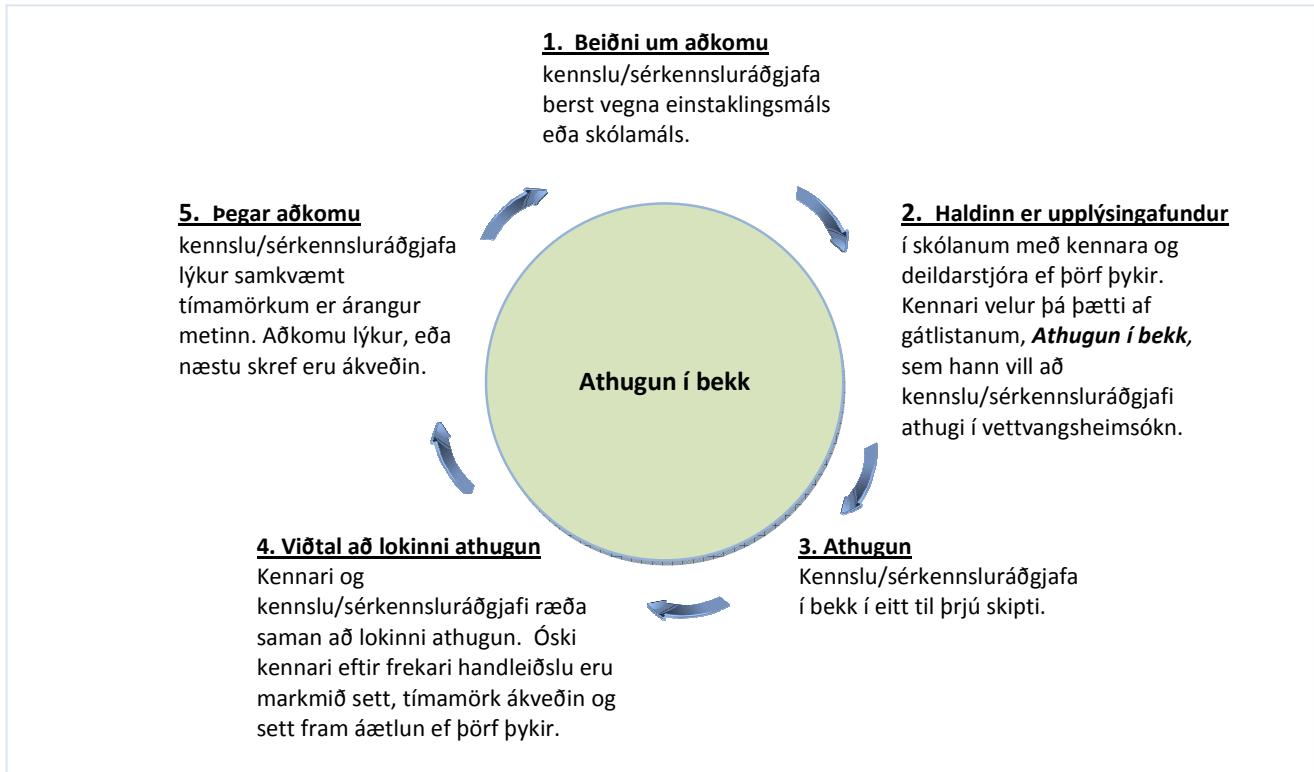 1. Beiðni um aðkomu
kennslu/sérkennsluráðgjafa
berst vegna einstaklingsmáls
eða skólamáls.
2. Haldinn er upplýsingafundur
í skólanum með kennara og
deildarstjóra ef þörf þykir.
Kennari velur þá þætti af
gátlistanum, Athugun í bekk,
sem hann vill að
kennslu/sérkennsluráðgjafi
athugi í vettvangsheimsókn.
3. Athugun
Kennslu/sérkennsluráðgjafa
í bekk í eitt til þrjú skipti.
4. Viðtal að lokinni athugun
Kennari og
kennslu/sérkennsluráðgjafi ræða
saman að lokinni athugun. Óski
kennari eftir frekari handleiðslu eru
markmið sett, tímamörk ákveðin og
sett fram áætlun ef þörf þykir.
5. Þegar aðkomu
kennslu/sérkennsluráðgjafa
lýkur samkvæmt
tímamörkum er árangur
metinn. Aðkomu lýkur, eða
næstu skref eru ákveðin.
Athugun í bekk